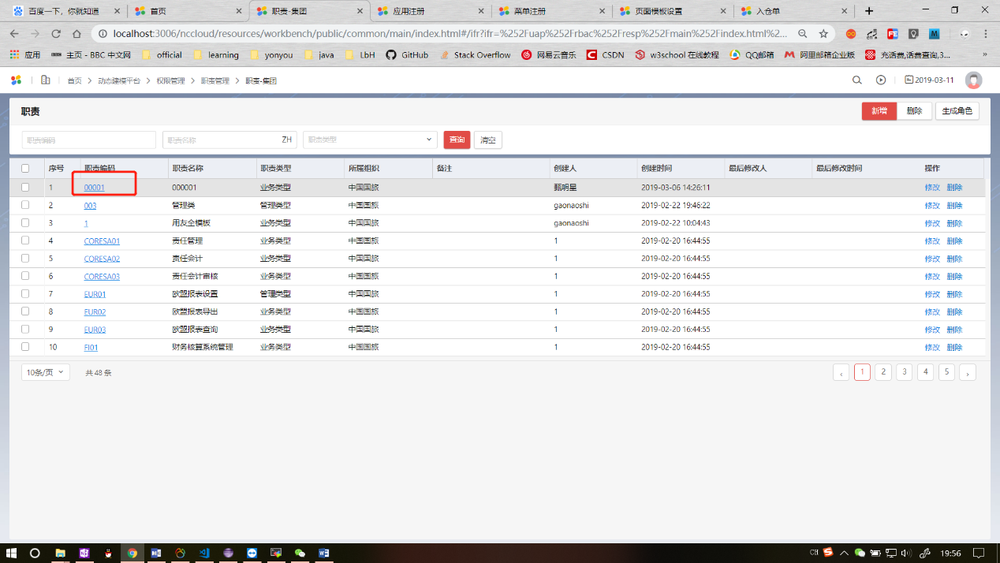 百度一下，你就知道 首页 职责-集团 应用注册 菜单注册 页面模板设置 入仓单
localhost:3006/nccloud/resources/workbench/public/common/main/index.html#/ifr?ifr=%252Fuap%252Frbac%252Fresp%252Fmain%252Findex.html%2...
应用 主页 - BBC 中文网 official learning yonyou java LbH GitHub Stack Overflow 网易云音乐 CSDN w3school 在线教程 QQ邮箱 阿里邮箱企业版 充话费,话费查询,3... »
首页 > 动态建模平台 > 权限管理 > 职责管理 > 职责-集团 2019-03-11
职责 新增 删除 生成角色
职责编码 职责名称 ZH 职责类型 查询 清空
序号 职责编码 职责名称 职责类型 所属组织 备注 创建人 创建时间 最后修改人 最后修改时间 操作
1 00001 000001 业务类型 中国国旅 甄明星 2019-03-06 14:26:11 修改 删除
2 003 管理类 管理类型 中国国旅 gaonaoshi 2019-02-22 19:46:22 修改 删除
3 1 用友全模板 业务类型 中国国旅 gaonaoshi 2019-02-22 10:04:43 修改 删除
4 CORESA01 责任管理 业务类型 中国国旅 1 2019-02-20 16:44:55 修改 删除
5 CORESA02 责任会计 业务类型 中国国旅 1 2019-02-20 16:44:55 修改 删除
6 CORESA03 责任会计审核 业务类型 中国国旅 1 2019-02-20 16:44:55 修改 删除
7 EUR01 欧盟报表设置 管理类型 中国国旅 1 2019-02-20 16:44:55 修改 删除
8 EUR02 欧盟报表导出 业务类型 中国国旅 1 2019-02-20 16:44:55 修改 删除
9 EUR03 欧盟报表查询 业务类型 中国国旅 1 2019-02-20 16:44:55 修改 删除
10 FI01 财务核算系统管理 业务类型 中国国旅 1 2019-02-20 16:44:55 修改 删除
10条/页 共 48 条 ‹ 1 2 3 4 5 ›
CH 19:56